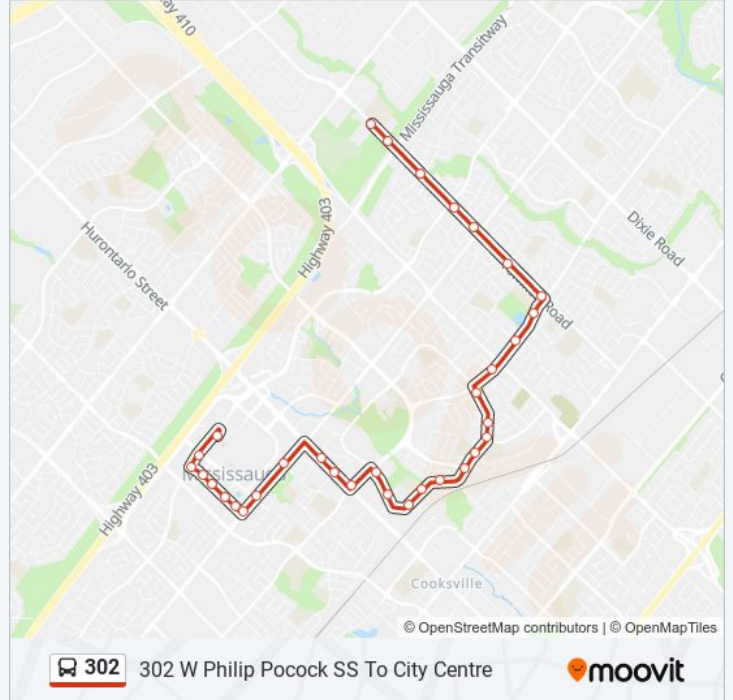 ay 410
Mississauga Transitway
Highway 403
Dixie Road
Hurontario Street
Road
Mississauga
Highway 403
Cooksville
© OpenStreetMap contributors | © OpenMapTiles
302
302 W Philip Pocock SS To City Centre
moovit